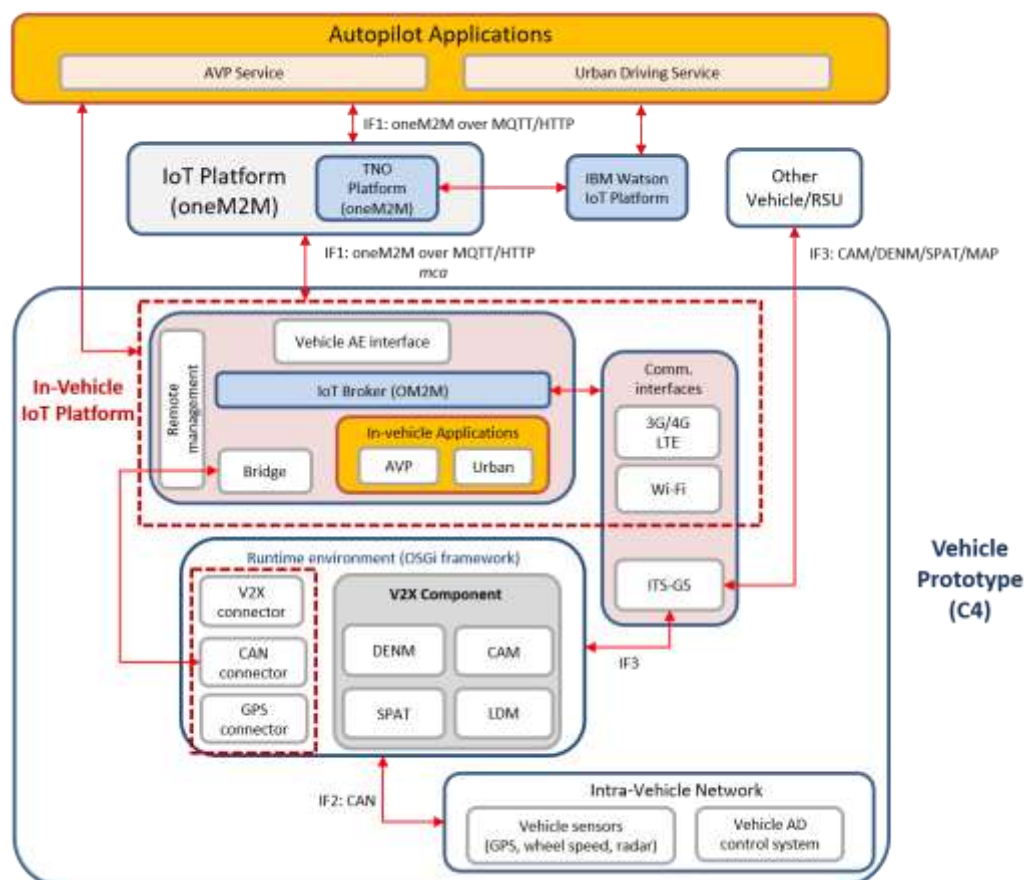 Autopilot Applications
AVP Service
Urban Driving Service
IF1: oneM2M over MQTT/HTTP
IoT Platform
(oneM2M)
TNO
Platform
(oneM2M)
IBM Watson
IoT Platform
Other
Vehicle/RSU
IF1: oneM2M over MQTT/HTTP
mca
IF3: CAM/DENM/SPAT/MAP
In-Vehicle
IoT Platform
Remote
management
Vehicle AE interface
IoT Broker (OM2M)
In-vehicle Applications
AVP
Urban
Bridge
Comm.
interfaces
3G/4G
LTE
Wi-Fi
ITS-G5
Runtime environment (OSGi framework)
V2X
connector
CAN
connector
GPS
connector
V2X Component
DENM
CAM
SPAT
LDM
IF3
Vehicle
Prototype
(C4)
IF2: CAN
Intra-Vehicle Network
Vehicle sensors
(GPS, wheel speed, radar)
Vehicle AD
control system